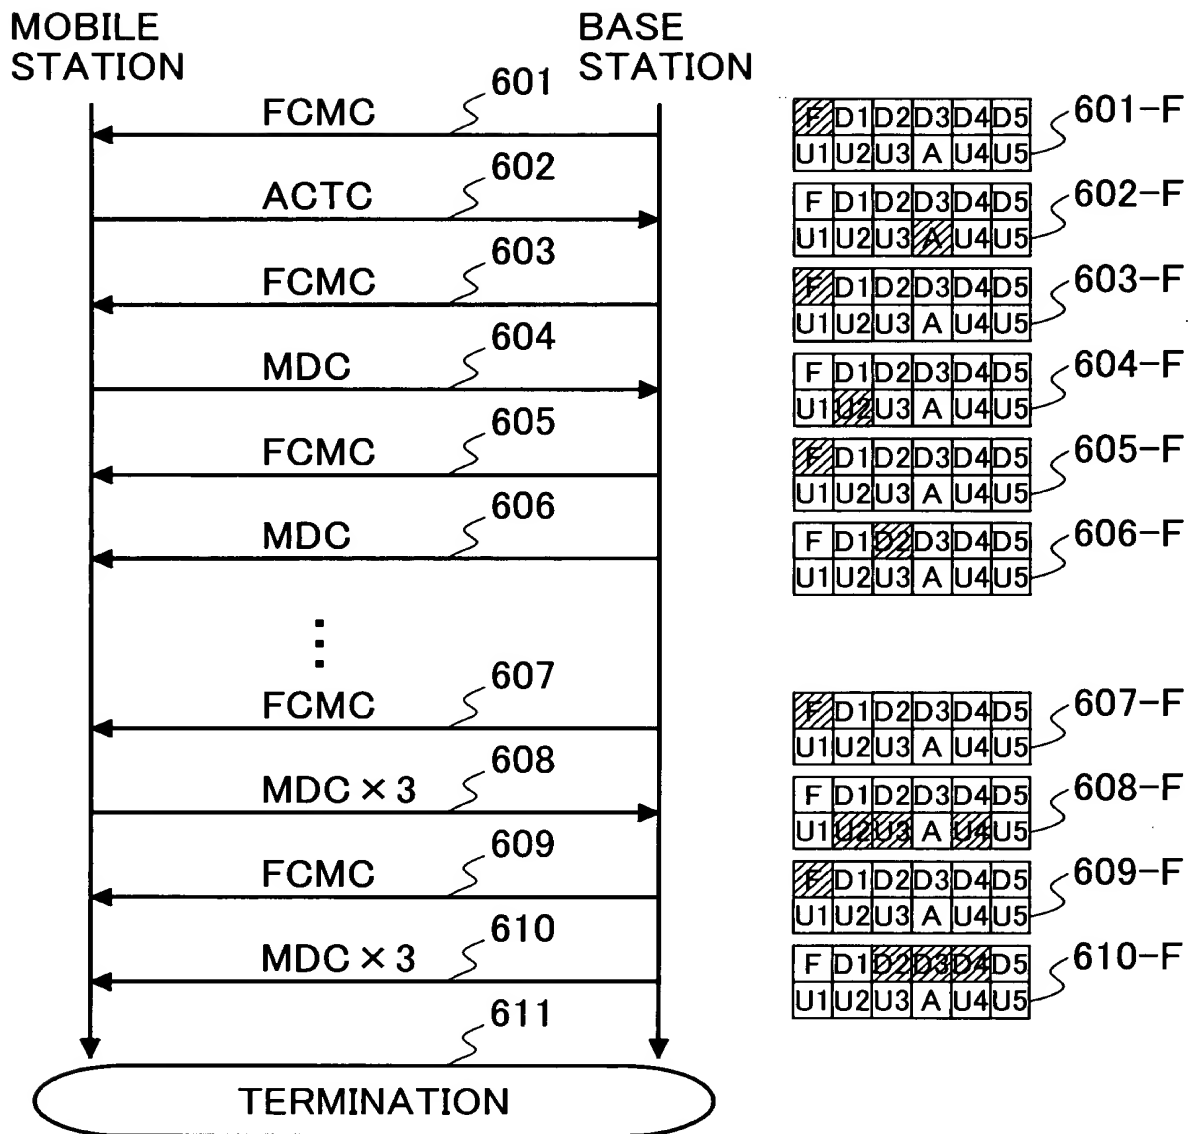 MOBILE STATION
BASE STATION
FCMC 601
F D1 D2 D3 D4 D5
U1 U2 U3 A U4 U5
601-F
ACTC 602
F D1 D2 D3 D4 D5
U1 U2 U3 A U4 U5
602-F
FCMC 603
F D1 D2 D3 D4 D5
U1 U2 U3 A U4 U5
603-F
MDC 604
F D1 D2 D3 D4 D5
U1 U2 U3 A U4 U5
604-F
FCMC 605
F D1 D2 D3 D4 D5
U1 U2 U3 A U4 U5
605-F
MDC 606
F D1 D2 D3 D4 D5
U1 U2 U3 A U4 U5
606-F
FCMC 607
F D1 D2 D3 D4 D5
U1 U2 U3 A U4 U5
607-F
MDC × 3 608
F D1 D2 D3 D4 D5
U1 U2 U3 A U4 U5
608-F
FCMC 609
F D1 D2 D3 D4 D5
U1 U2 U3 A U4 U5
609-F
MDC × 3 610
F D1 D2 D3 D4 D5
U1 U2 U3 A U4 U5
610-F
611
TERMINATION